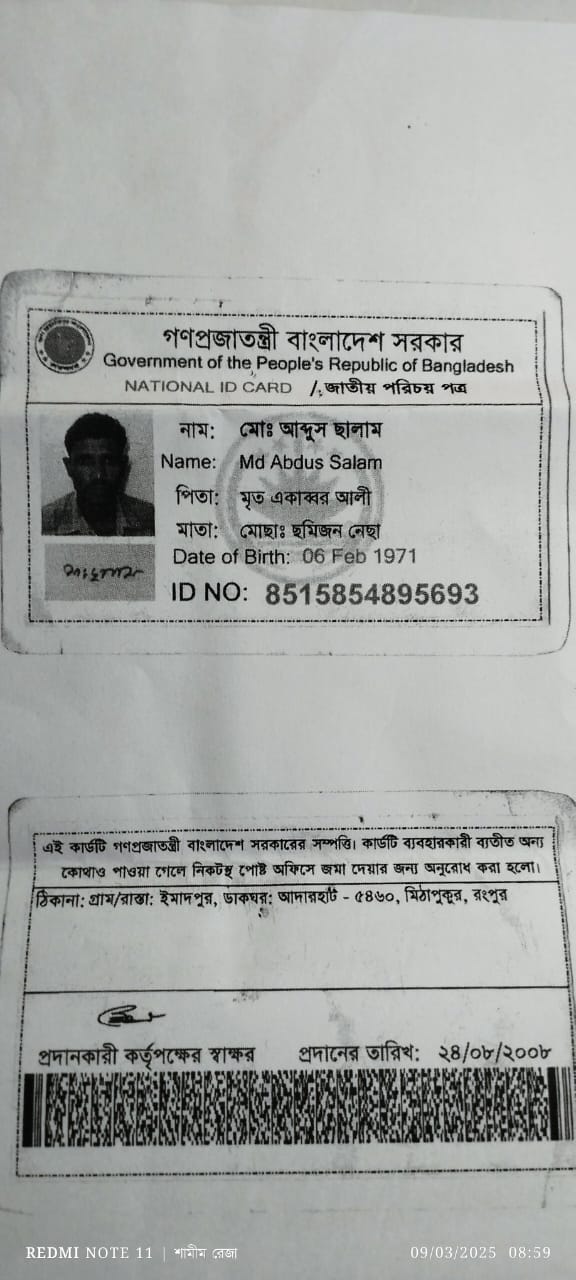 গণপ্রজাতন্ত্রী বাংলাদেশ সরকার
Government of the People's Republic of Bangladesh
NATIONAL ID CARD / জাতীয় পরিচয় পত্র
নাম: মোঃ আব্দুস ছালাম
Name: Md Abdus Salam
পিতা: মৃত একাব্বর আলী
মাতা: মোছাঃ ছমিজন নেছা
Date of Birth: 06 Feb 1971
ID NO: 8515854895693
এই কার্ডটি গণপ্রজাতন্ত্রী বাংলাদেশ সরকারের সম্পত্তি। কার্ডটি ব্যবহারকারী ব্যতীত অন্য
কোথাও পাওয়া গেলে নিকটস্থ পোষ্ট অফিসে জমা দেয়ার জন্য অনুরোধ করা হলো।
ঠিকানা: গ্রাম/রাস্তা: ইমাদপুর, ডাকঘর: আদারহাট - ৫৪৬০, মিঠাপুকুর, রংপুর
প্রদানকারী কর্তৃপক্ষের স্বাক্ষর প্রদানের তারিখ: ২৪/০৮/২০০৮
REDMI NOTE 11 | শামীম রেজা 09/03/2025 08:59